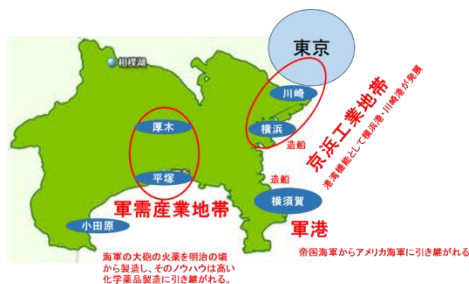 東京
相模湖
川崎
京浜工業地帯
港湾機能として横浜港・川崎港が発展
厚木
横浜
造船
平塚
造船
軍需産業地帯
横須賀
小田原
軍港
海軍の大砲の火薬を明治の頃
から製造し、そのノウハウは高い
化学薬品製造に引き継がれる。
帝国海軍からアメリカ海軍に引き継がれる